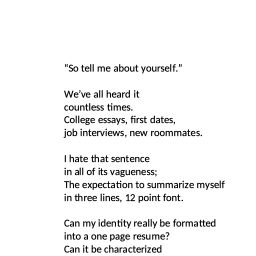 "So tell me about yourself."
We've all heard it
countless times.
College essays, first dates,
job interviews, new roommates.
I hate that sentence
in all of its vagueness;
The expectation to summarize myself
in three lines, 12 point font.
Can my identity really be formatted
into a one page resume?
Can it be characterized